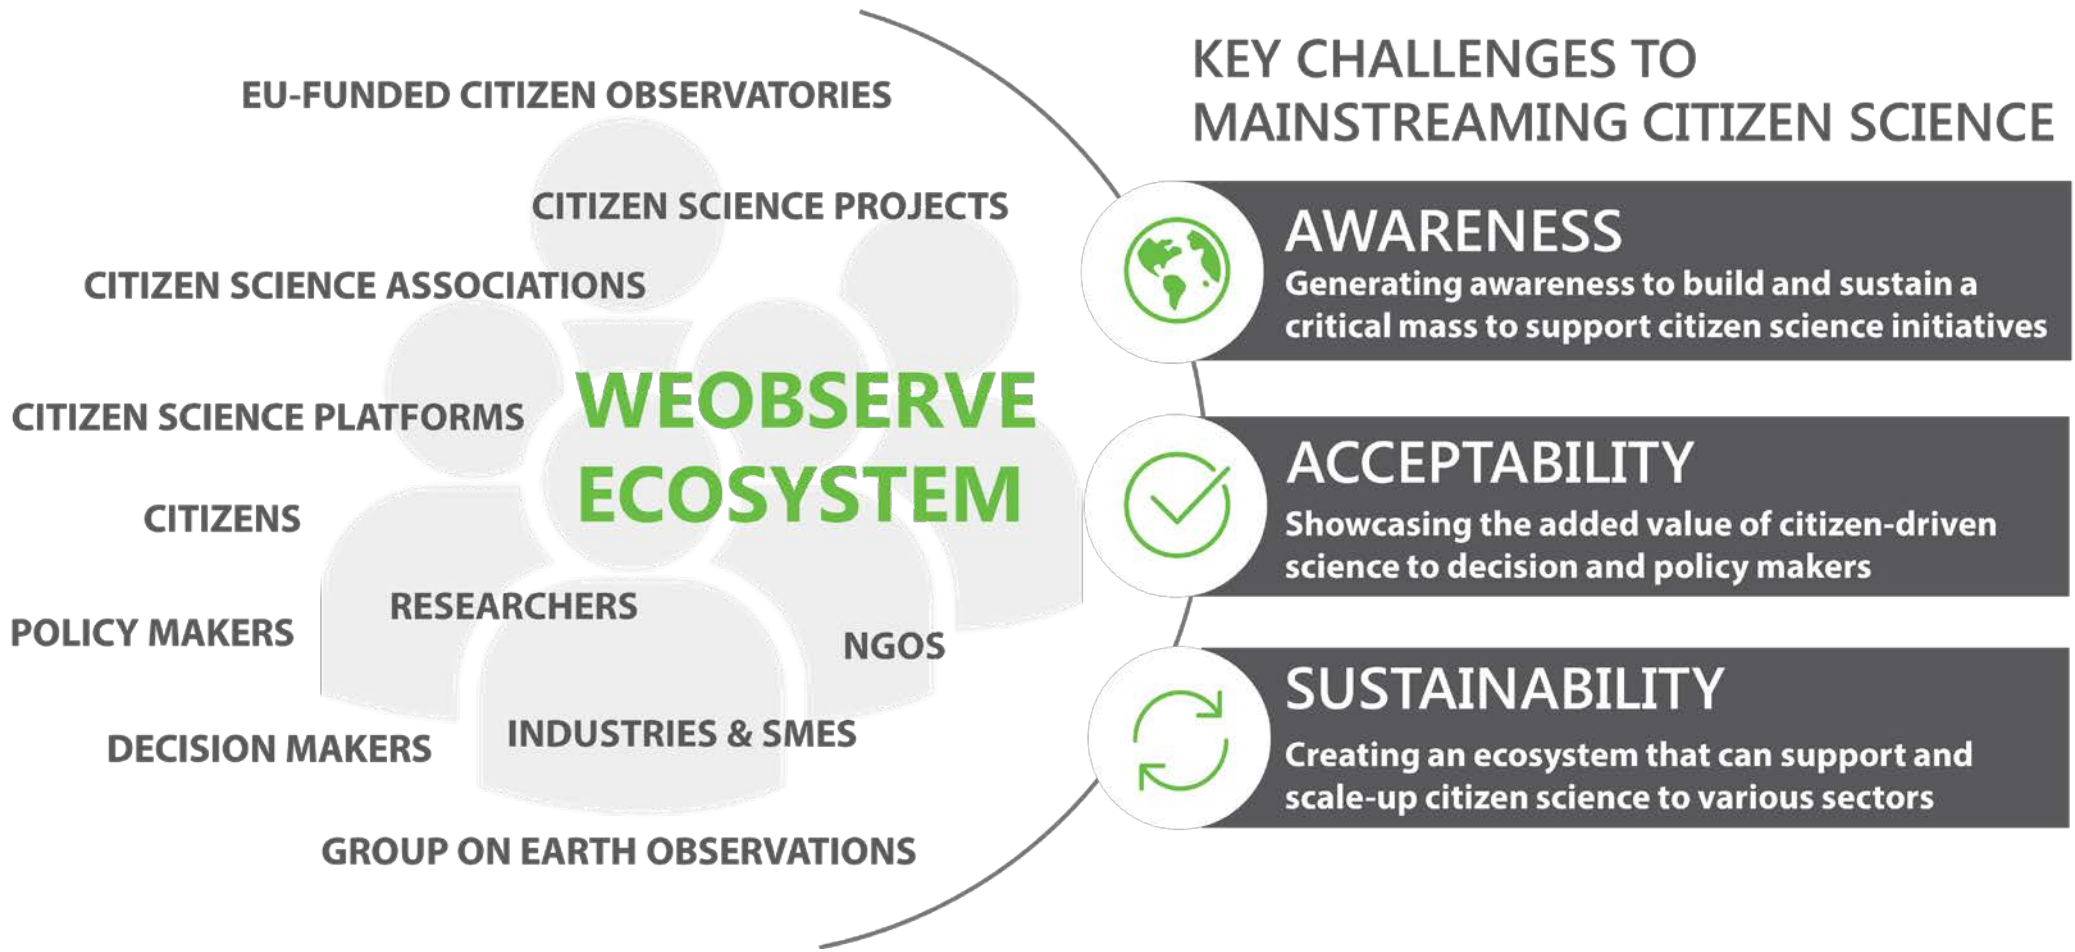 EU-FUNDED CITIZEN OBSERVATORIES
CITIZEN SCIENCE PROJECTS
CITIZEN SCIENCE ASSOCIATIONS
CITIZEN SCIENCE PLATFORMS
WEOBSERVE
ECOSYSTEM
CITIZENS
RESEARCHERS
POLICY MAKERS
NGOS
DECISION MAKERS
INDUSTRIES & SMES
GROUP ON EARTH OBSERVATIONS
KEY CHALLENGES TO
MAINSTREAMING CITIZEN SCIENCE
AWARENESS
Generating awareness to build and sustain a
critical mass to support citizen science initiatives
ACCEPTABILITY
Showcasing the added value of citizen-driven
science to decision and policy makers
SUSTAINABILITY
Creating an ecosystem that can support and
scale-up citizen science to various sectors